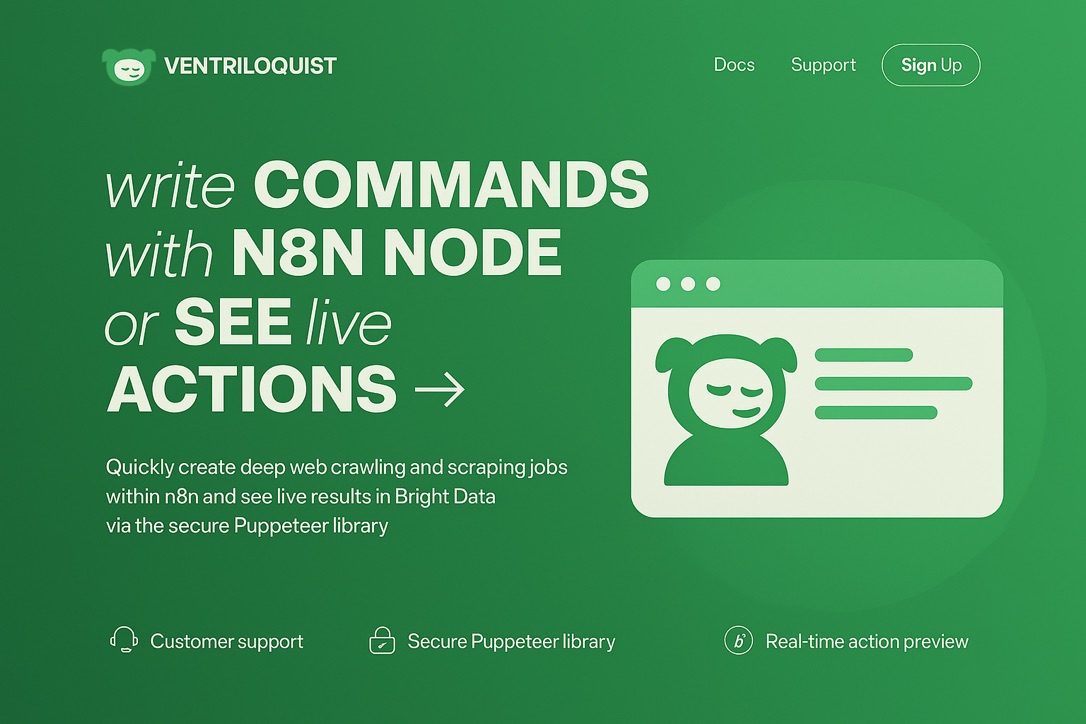 VENTRILOQUIST
Docs Support Sign Up
write COMMANDS
with N8N NODE
or SEE live
ACTIONS →
Quickly create deep web crawling and scraping jobs
within n8n and see live results in Bright Data
via the secure Puppeteer library
Customer support Secure Puppeteer library Real-time action preview